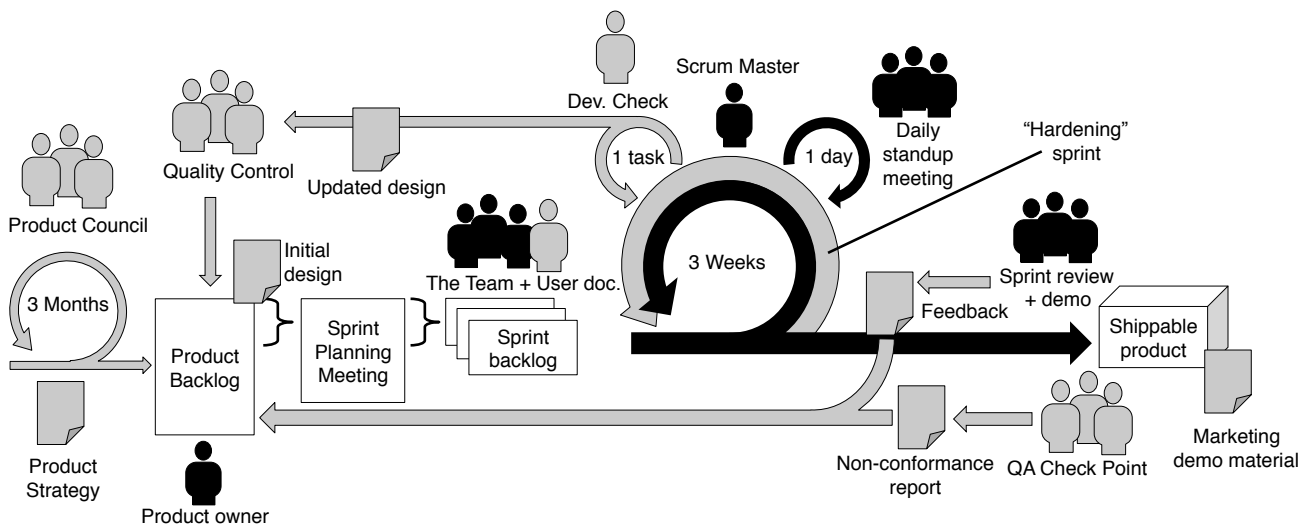 Scrum Master
Dev. Check
Daily
standup
meeting
"Hardening"
sprint
1 task
1 day
Quality Control
Updated design
Product Council
Initial
design
The Team + User doc.
3 Weeks
Sprint review
+ demo
Feedback
3 Months
Product
Backlog
Sprint
Planning
Meeting
Sprint
backlog
Shippable
product
Product
Strategy
Product owner
Non-conformance
report
QA Check Point
Marketing
demo material